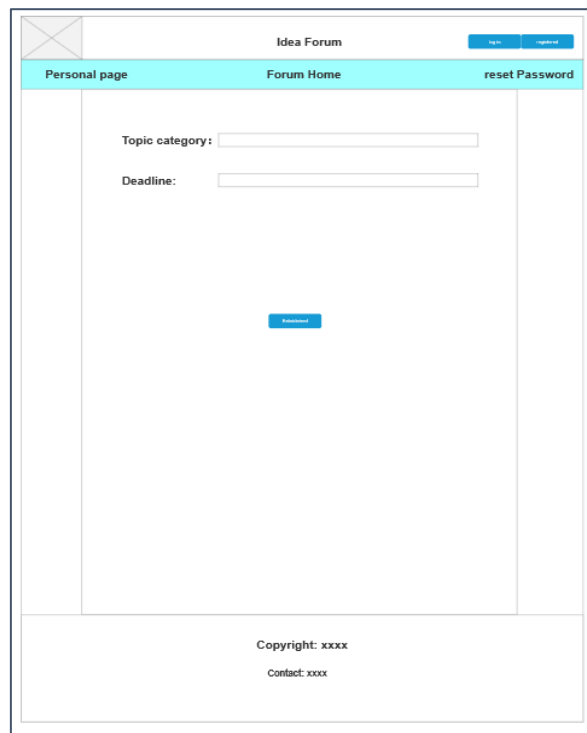 Idea Forum
log in
registered
Personal page
Forum Home
reset Password
Topic category:
Deadline:
Copyright: xxxx
Contact: xxxx